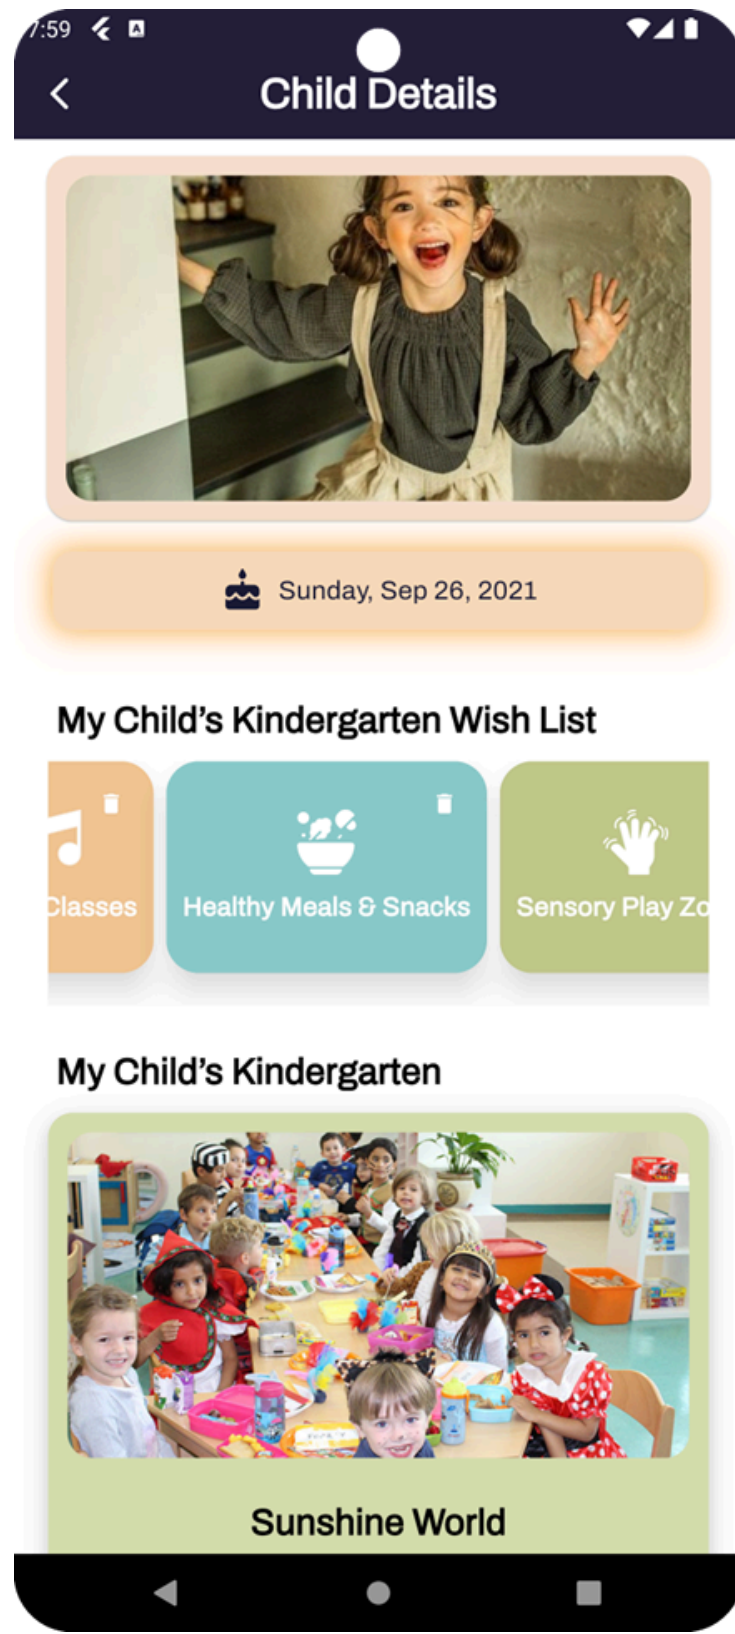 7:59
Child Details
Sunday, Sep 26, 2021
My Child's Kindergarten Wish List
Classes
Healthy Meals & Snacks
Sensory Play Zo
My Child's Kindergarten
Sunshine World